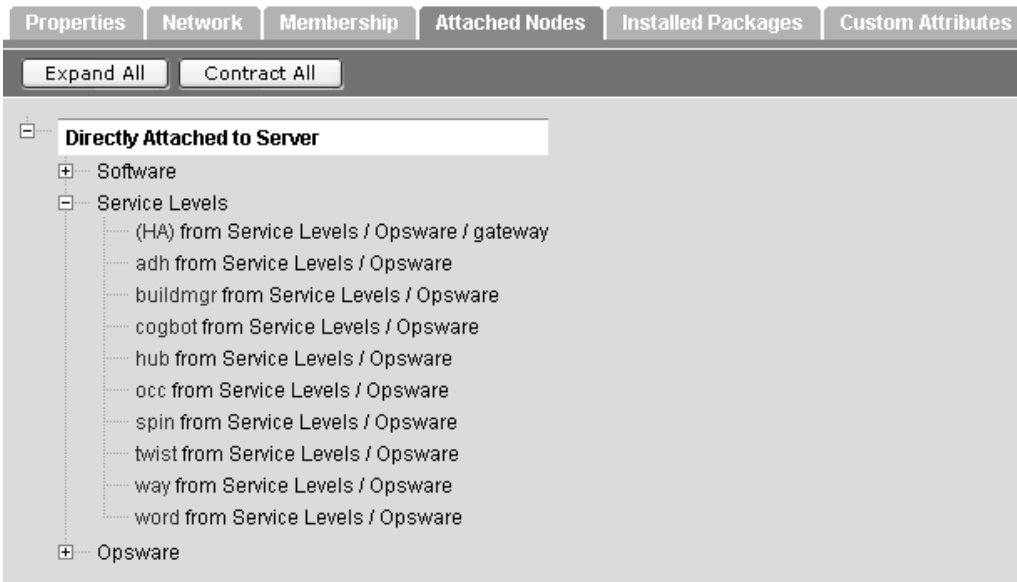 Properties Network Membership Attached Nodes Installed Packages Custom Attributes
Expand All Contract All
Directly Attached to Server
Software
Service Levels
(HA) from Service Levels / Opsware / gateway
adh from Service Levels / Opsware
buildmgr from Service Levels / Opsware
cogbot from Service Levels / Opsware
hub from Service Levels / Opsware
occ from Service Levels / Opsware
spin from Service Levels / Opsware
twist from Service Levels / Opsware
way from Service Levels / Opsware
word from Service Levels / Opsware
Opsware